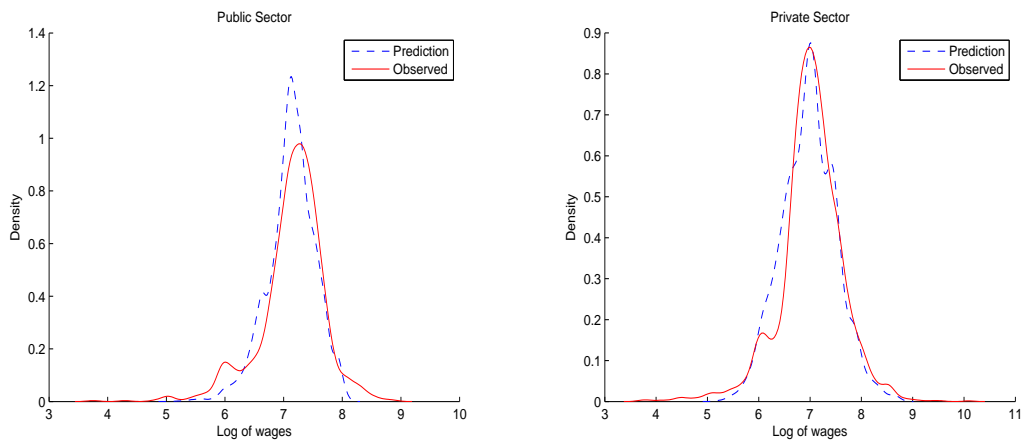 Public Sector
1.4
1.2
1
0.8
0.6
0.4
0.2
0
Density
3 4 5 6 7 8 9 10
Log of wages
Prediction
Observed
Private Sector
0.9
0.8
0.7
0.6
0.5
0.4
0.3
0.2
0.1
0
Density
3 4 5 6 7 8 9 10 11
Log of wages
Prediction
Observed